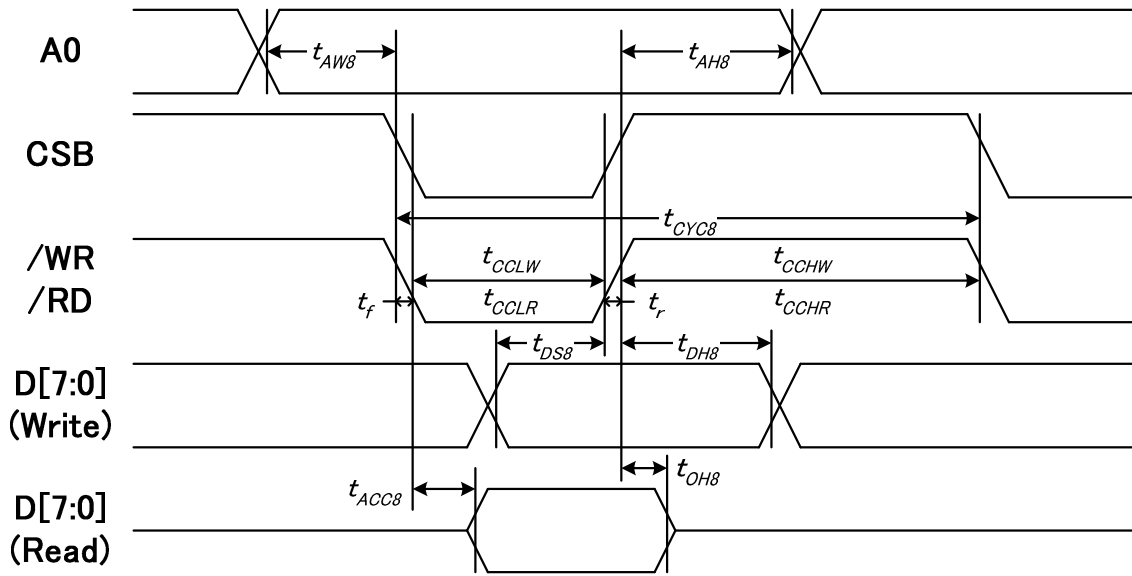 A0
t_AW8
t_AH8
CSB
t_CYC8
/WR
/RD
t_CCLW
t_CCHW
t_f
t_CCLR
t_r
t_CCHR
t_DS8
t_DH8
D[7:0]
(Write)
t_ACC8
t_OH8
D[7:0]
(Read)